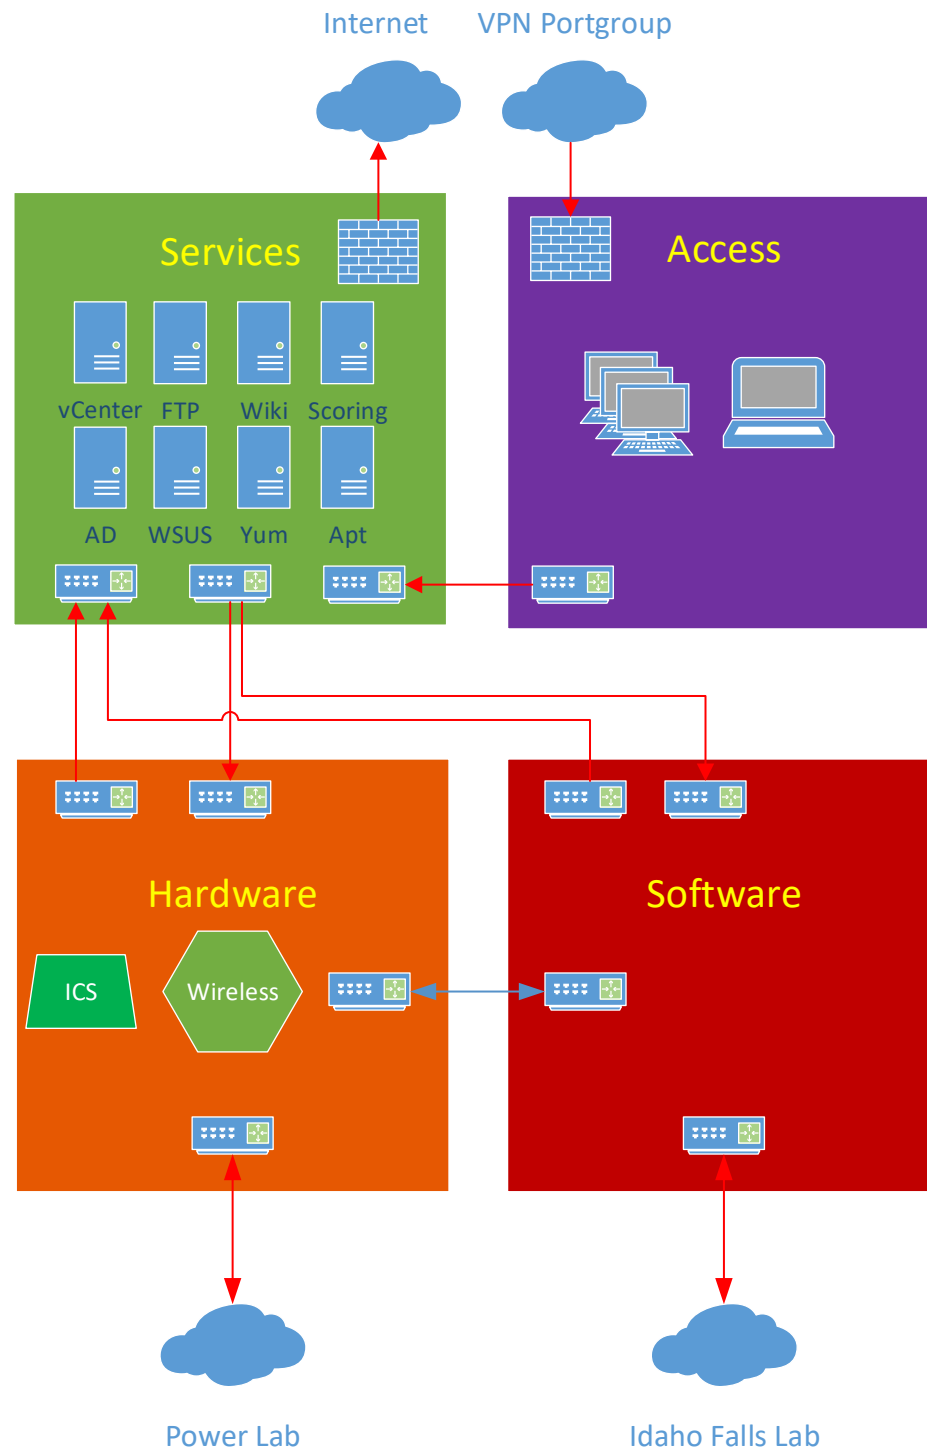 Internet
VPN Portgroup
Services
Access
vCenter
FTP
Wiki
Scoring
AD
WSUS
Yum
Apt
Hardware
Software
ICS
Wireless
Power Lab
Idaho Falls Lab